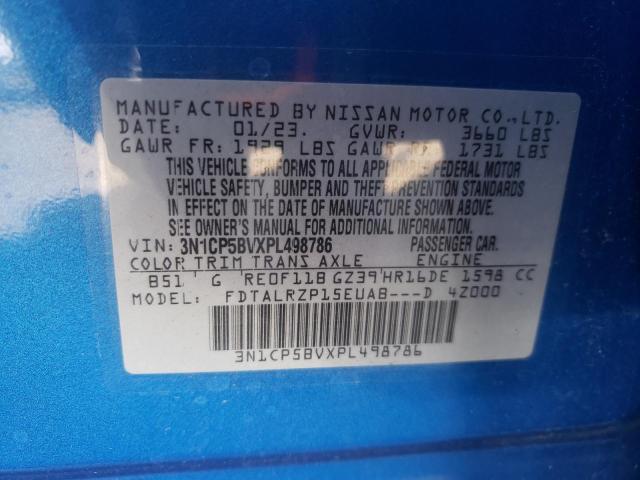 MANUFACTURED BY NISSAN MOTOR CO.,LTD.
DATE: 01/23. GVWR: 3660 LBS
GAWR FR: 1929 LBS GAWR RR: 1731 LBS
THIS VEHICLE CONFORMS TO ALL APPLICABLE FEDERAL MOTOR
VEHICLE SAFETY, BUMPER AND THEFT PREVENTION STANDARDS
IN EFFECT ON THE DATE OF MANUFACTURE SHOWN ABOVE.
SEE OWNER'S MANUAL FOR ADDITIONAL INFORMATION.
VIN: 3N1CP5BVXPL498786 PASSENGER CAR.
COLOR TRIM TRANS AXLE ENGINE
B51 G RE0F11B GZ39 HR16DE 1598 CC
MODEL: FDTALRZP15EUAB---D 4Z000
3N1CP5BVXPL498786